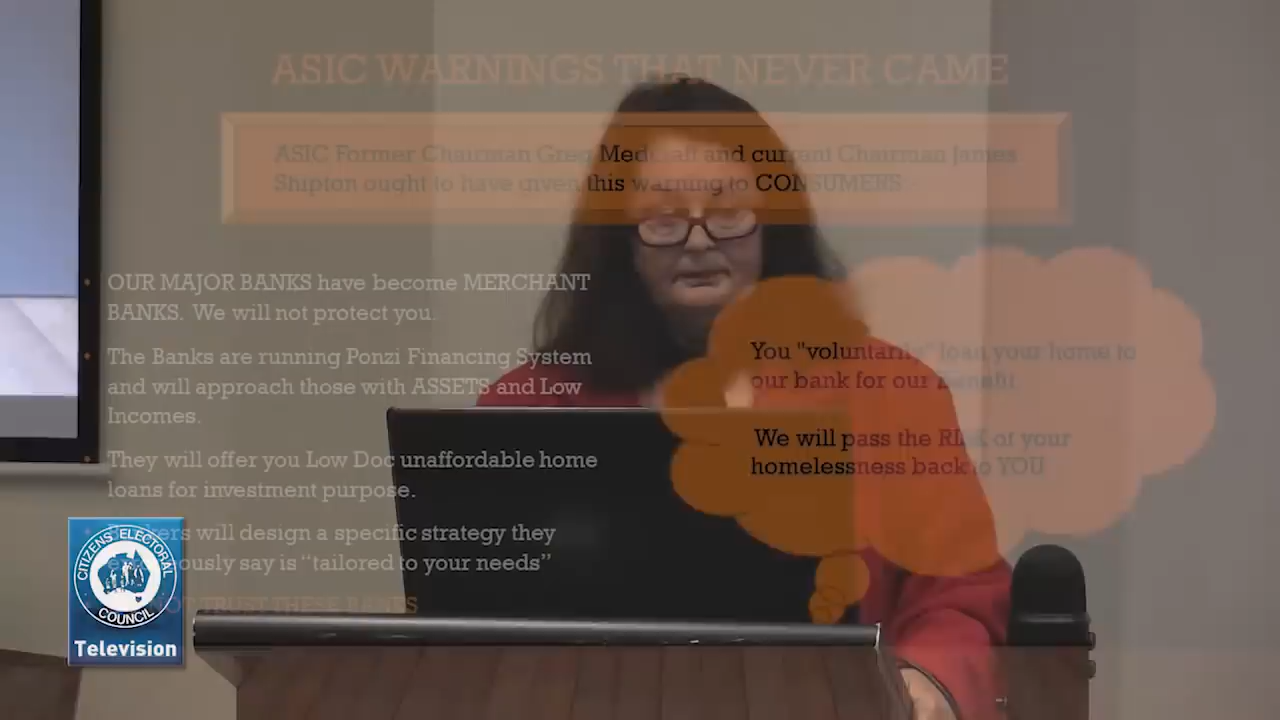 ASIC WARNINGS THAT NEVER CAME
ASIC Former Chairman Greg Medcraft and current Chairman James
Shipton ought to have given this warning to CONSUMERS
• OUR MAJOR BANKS have become MERCHANT
BANKS. We will not protect you.
• The Banks are running Ponzi Financing System
and will approach those with ASSETS and Low
Incomes.
• They will offer you Low Doc unaffordable home
loans for investment purpose.
• will design a specific strategy they
say is “tailored to your needs”
TRUST THESE BANKS
You "voluntarily" loan your home to
our bank for our Benefit
We will pass the RISK of your
homelessness back to YOU
CITIZENS ELECTORAL
COUNCIL
Television